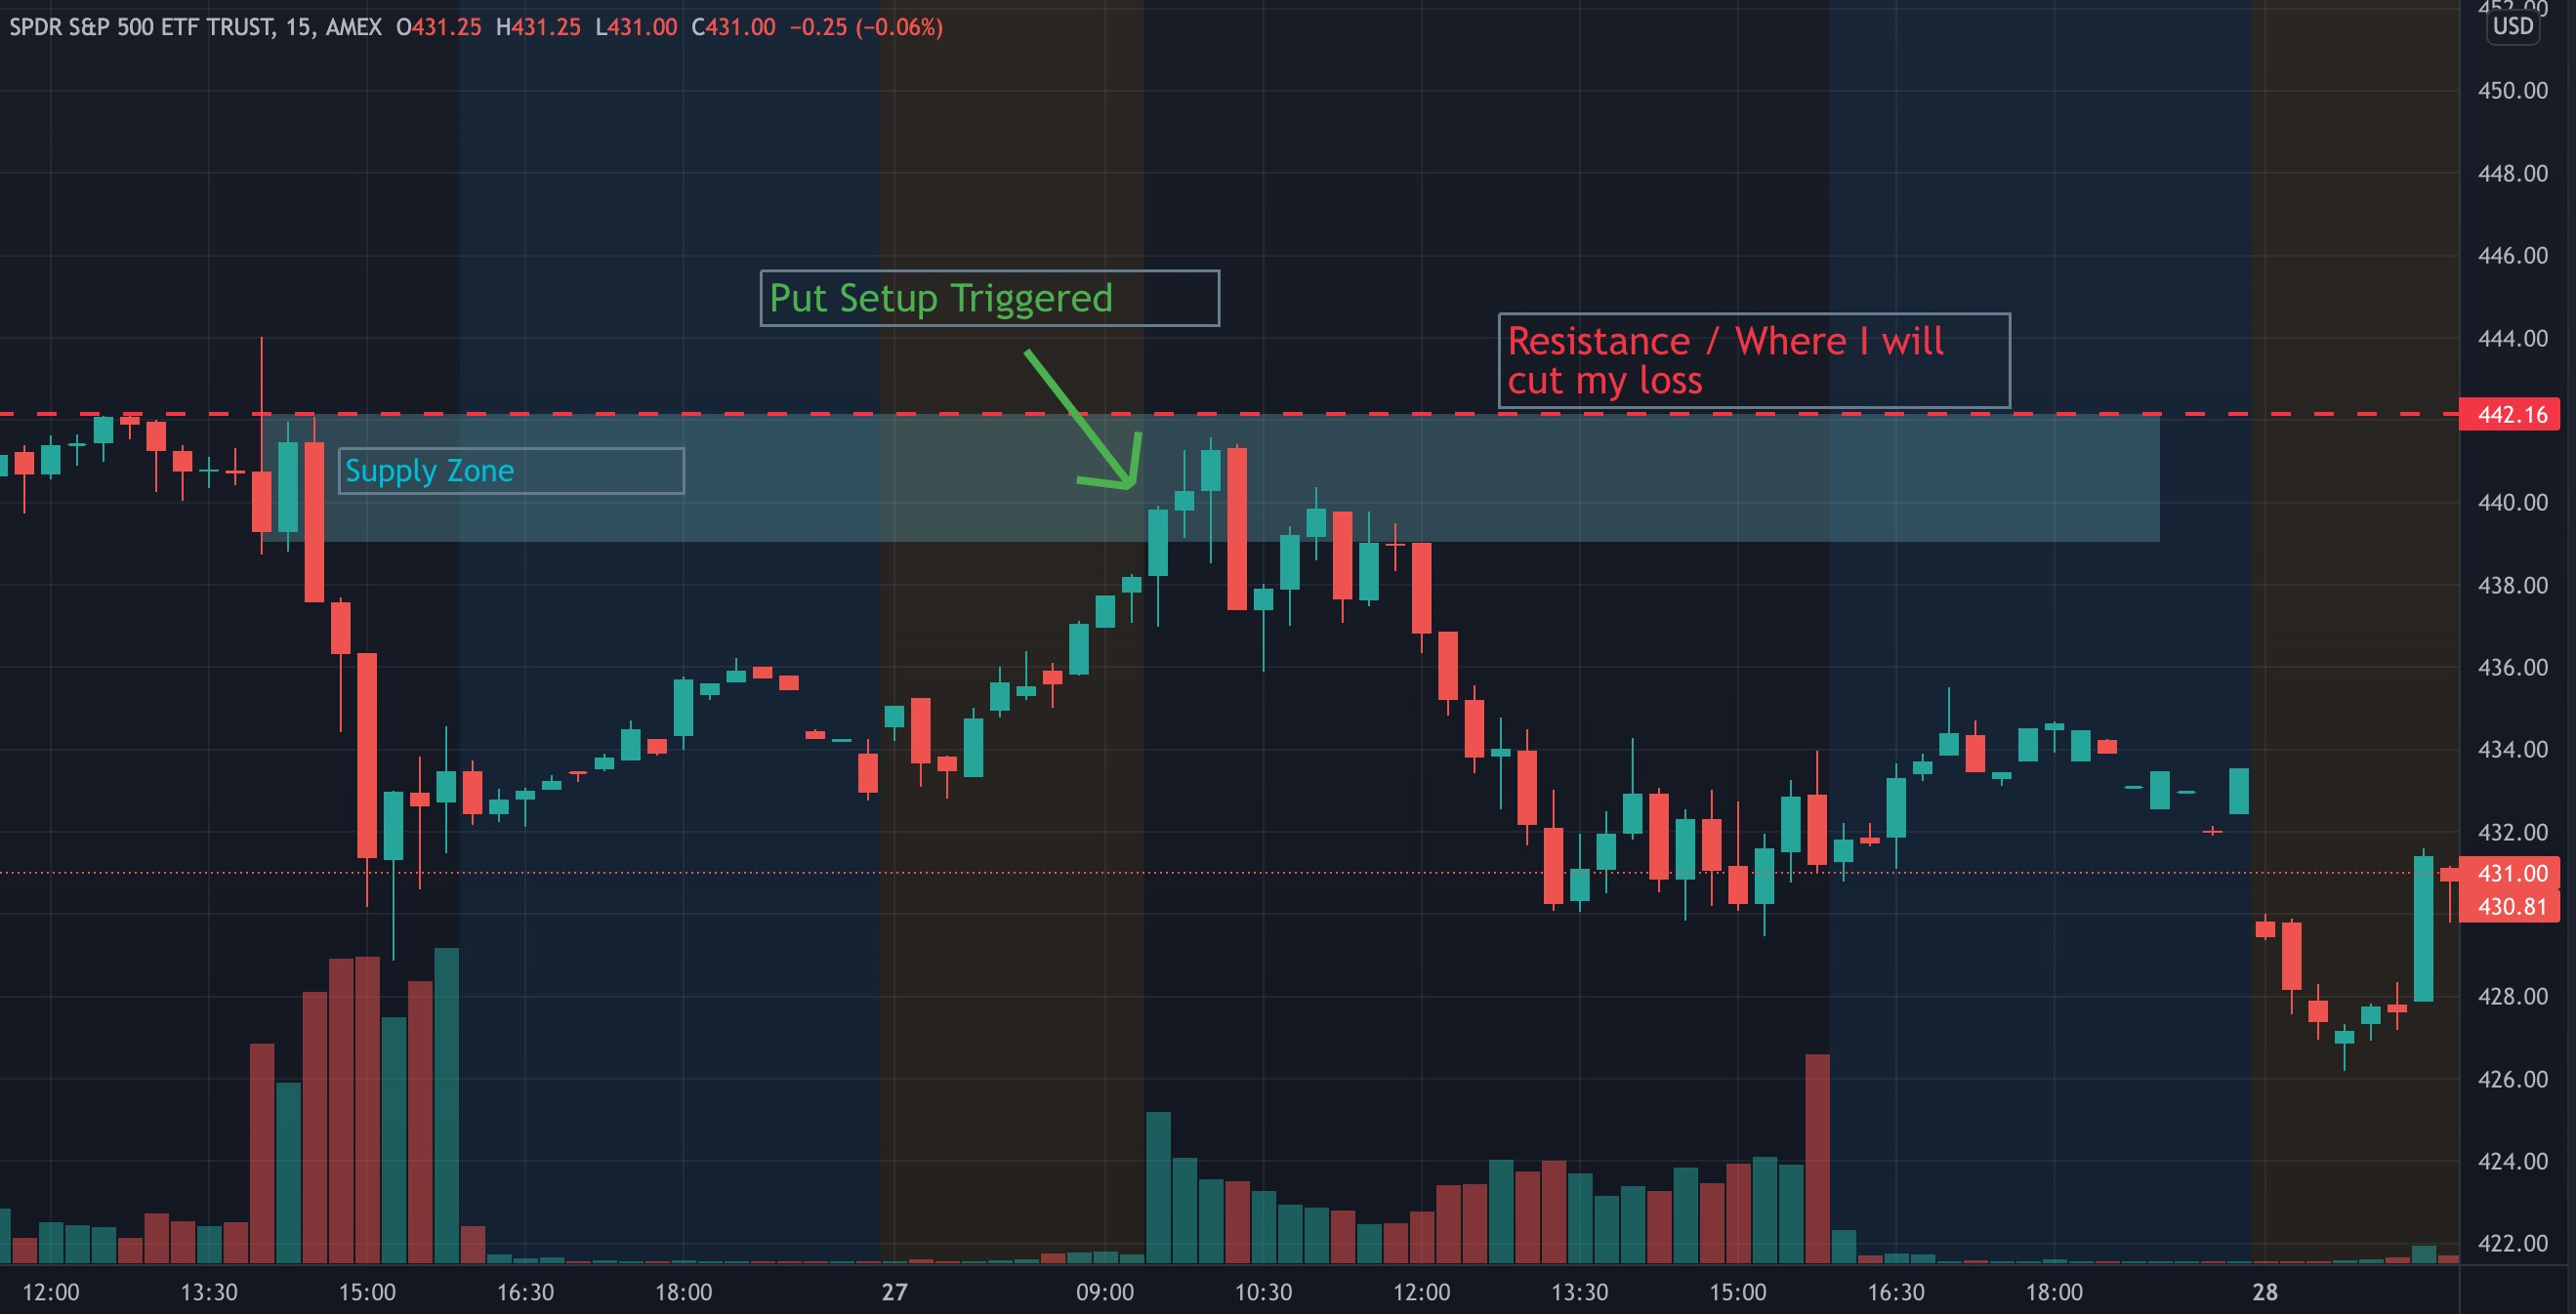 SPDR S&P 500 ETF TRUST, 15, AMEX O431.25 H431.25 L431.00 C431.00 −0.25 (−0.06%)
452.00
USD
450.00
448.00
446.00
Put Setup Triggered
Resistance / Where I will
cut my loss
444.00
442.16
Supply Zone
440.00
438.00
436.00
434.00
432.00
431.00
430.81
428.00
426.00
424.00
422.00
12:00 13:30 15:00 16:30 18:00 27 09:00 10:30 12:00 13:30 15:00 16:30 18:00 28